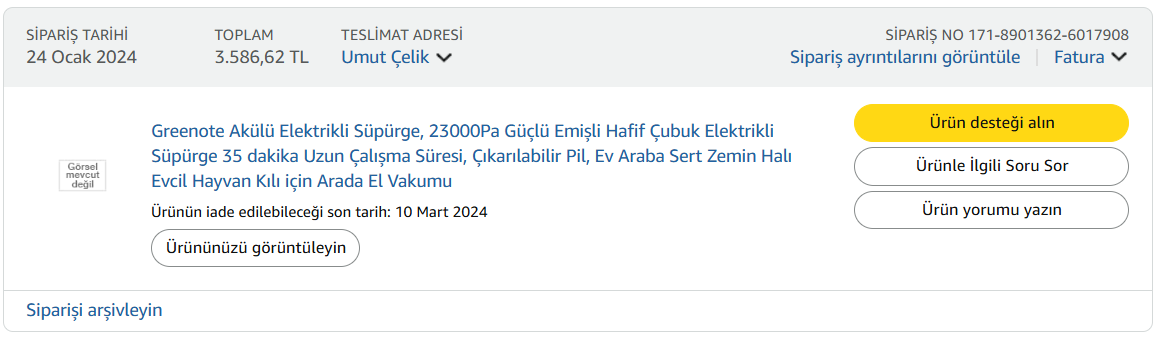 SİPARİŞ TARİHİ
24 Ocak 2024
TOPLAM
3.586,62 TL
TESLİMAT ADRESİ
Umut Çelik
SİPARİŞ NO 171-8901362-6017908
Sipariş ayrıntılarını görüntüle
Fatura
Görsel
mevcut
değil
Greenote Akülü Elektrikli Süpürge, 23000Pa Güçlü Emişli Hafif Çubuk Elektrikli
Süpürge 35 dakika Uzun Çalışma Süresi, Çıkarılabilir Pil, Ev Araba Sert Zemin Halı
Evcil Hayvan Kılı için Arada El Vakumu
Ürünün iade edilebileceği son tarih: 10 Mart 2024
Ürününüzü görüntüleyin
Ürün desteği alın
Ürünle İlgili Soru Sor
Ürün yorumu yazın
Siparişi arşivleyin